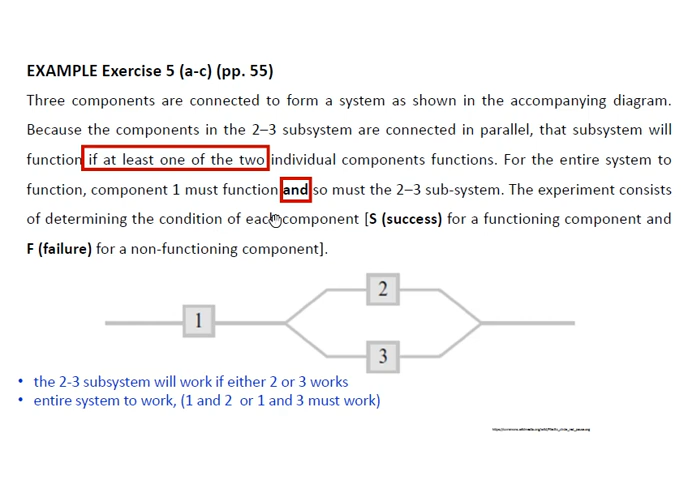 EXAMPLE Exercise 5 (a-c) (pp. 55)
Three components are connected to form a system as shown in the accompanying diagram.
Because the components in the 2–3 subsystem are connected in parallel, that subsystem will
function if at least one of the two individual components functions. For the entire system to
function, component 1 must function and so must the 2–3 sub-system. The experiment consists
of determining the condition of each component [S (success) for a functioning component and
F (failure) for a non-functioning component].
2
1
3
• the 2-3 subsystem will work if either 2 or 3 works
• entire system to work, (1 and 2 or 1 and 3 must work)